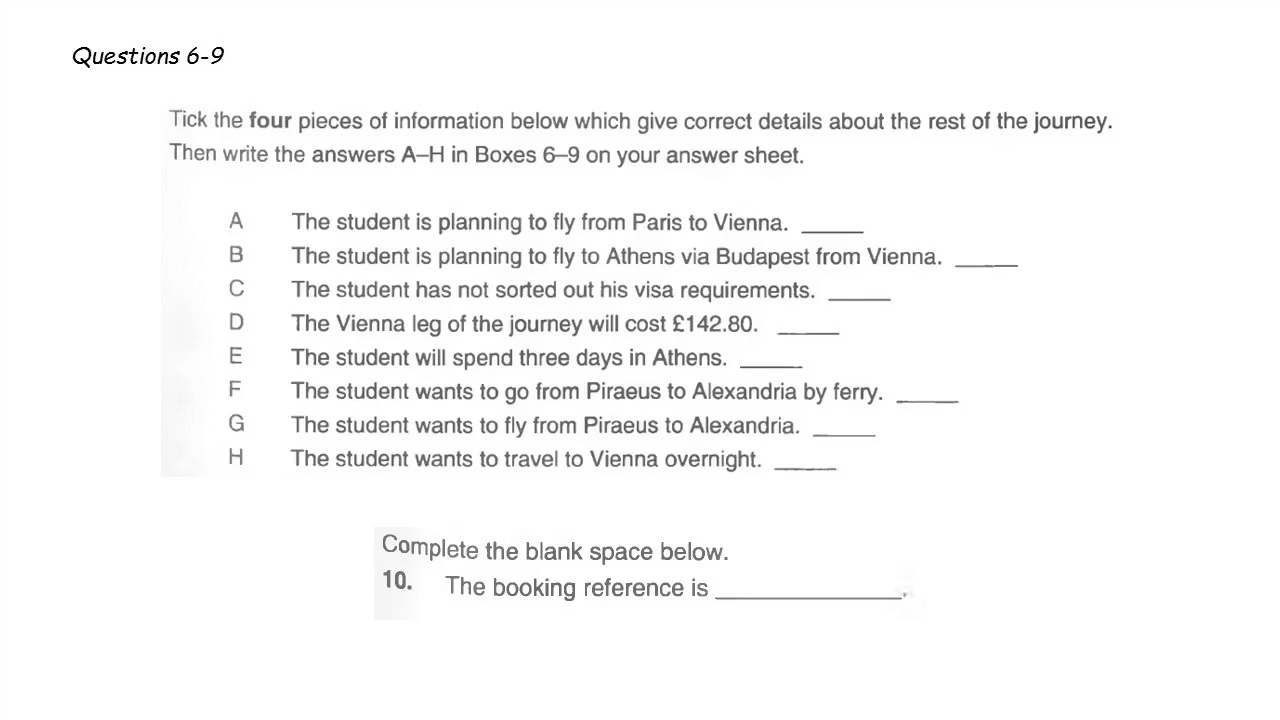 Questions 6-9
Tick the four pieces of information below which give correct details about the rest of the journey.
Then write the answers A–H in Boxes 6–9 on your answer sheet.
A The student is planning to fly from Paris to Vienna. _____
B The student is planning to fly to Athens via Budapest from Vienna. _____
C The student has not sorted out his visa requirements. _____
D The Vienna leg of the journey will cost £142.80. _____
E The student will spend three days in Athens. _____
F The student wants to go from Piraeus to Alexandria by ferry. _____
G The student wants to fly from Piraeus to Alexandria. _____
H The student wants to travel to Vienna overnight. _____
Complete the blank space below.
10. The booking reference is _______________.